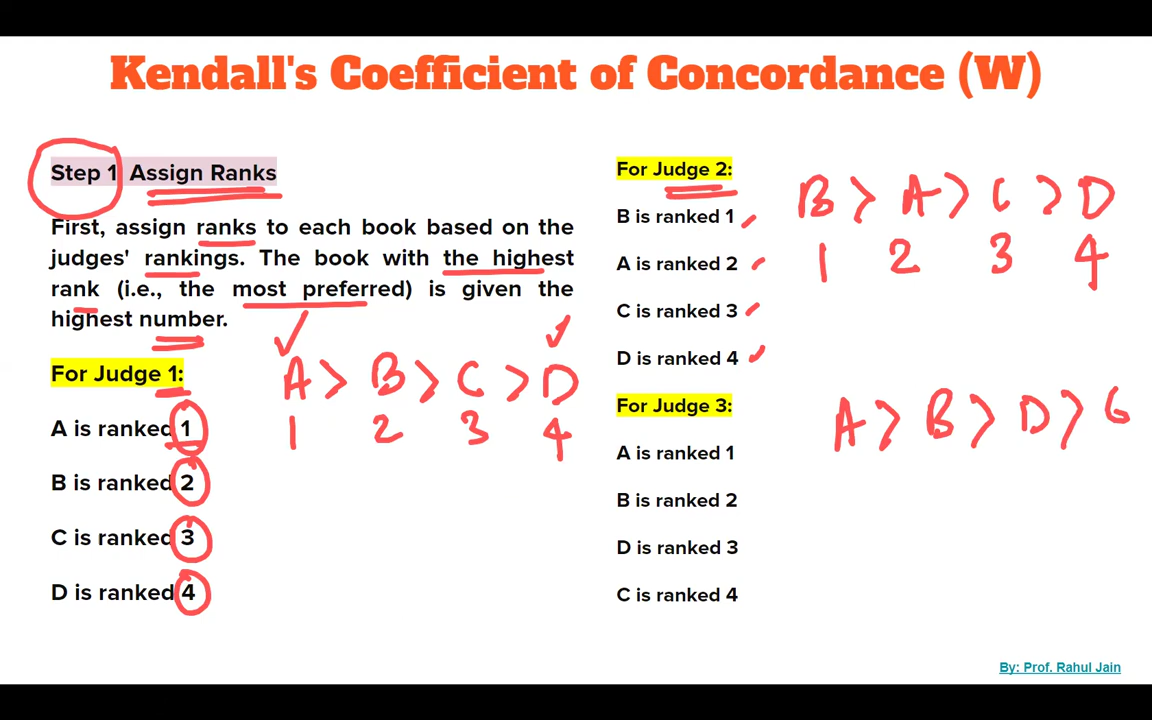 Kendall's Coefficient of Concordance (W)
Step 1 Assign Ranks
First, assign ranks to each book based on the
judges' rankings. The book with the highest
rank (i.e., the most preferred) is given the
highest number.
For Judge 1:
A > B > C > D
1 2 3 4
A is ranked 1
B is ranked 2
C is ranked 3
D is ranked 4
For Judge 2:
B > A > C > D
1 2 3 4
B is ranked 1
A is ranked 2
C is ranked 3
D is ranked 4
For Judge 3:
A > B > D >
A is ranked 1
B is ranked 2
D is ranked 3
C is ranked 4
By: Prof. Rahul Jain